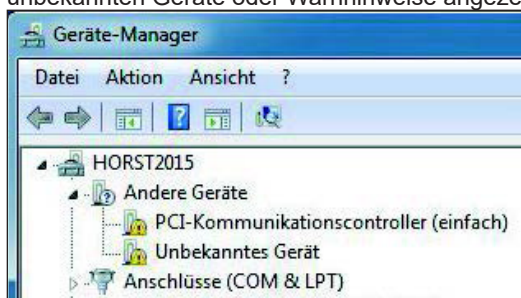 unbekannten Geräte oder Warnhinweise
Geräte-Manager
Datei Aktion Ansicht ?
HORST2015
Andere Geräte
PCI-Kommunikationscontroller (einfach)
Unbekanntes Gerät
Anschlüsse (COM & LPT)